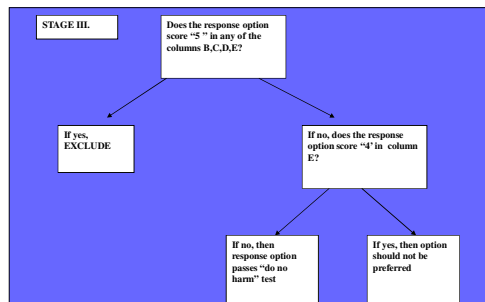 STAGE III.
Does the response option
score “5 ” in any of the
columns B,C,D,E?
If yes,
EXCLUDE
If no, does the response
option score “4’ in column
E?
If no, then
response option
passes “do no
harm” test
If yes, then option
should not be
preferred